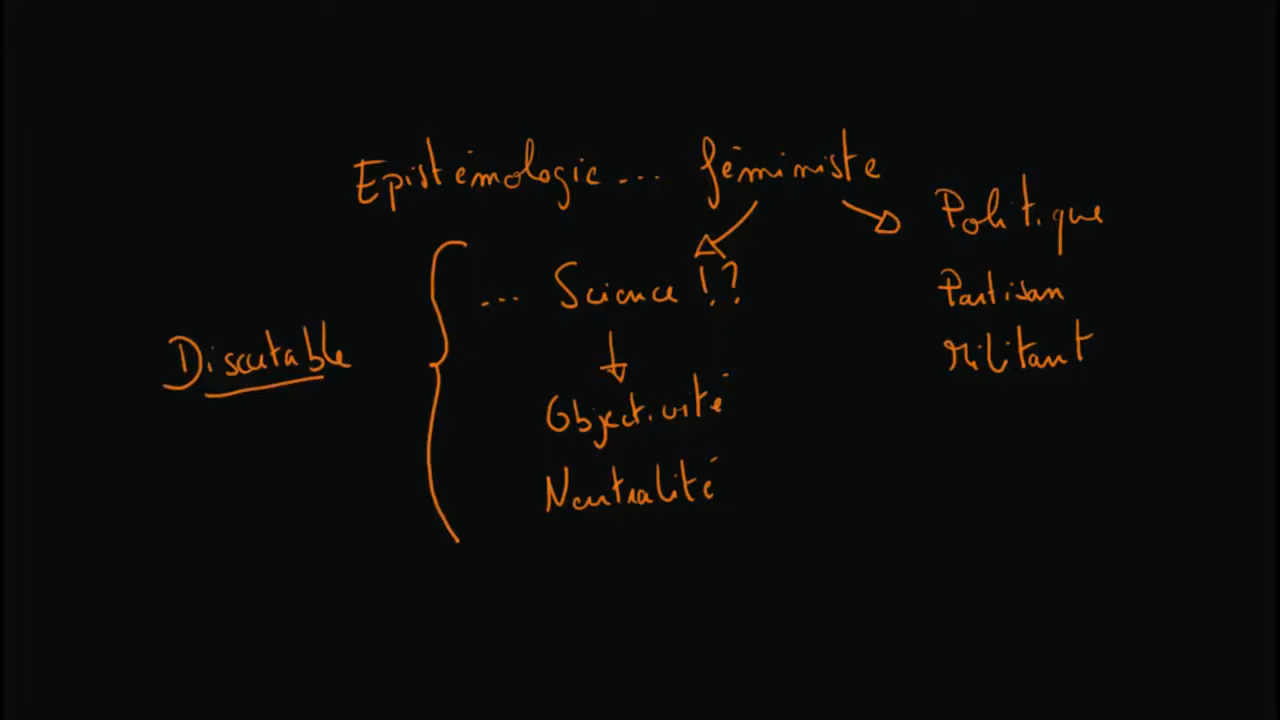 Epistémologie ... féministe
Politique
... Science !?
Partisan
Militant
Discutable
Objectivité
Neutralité